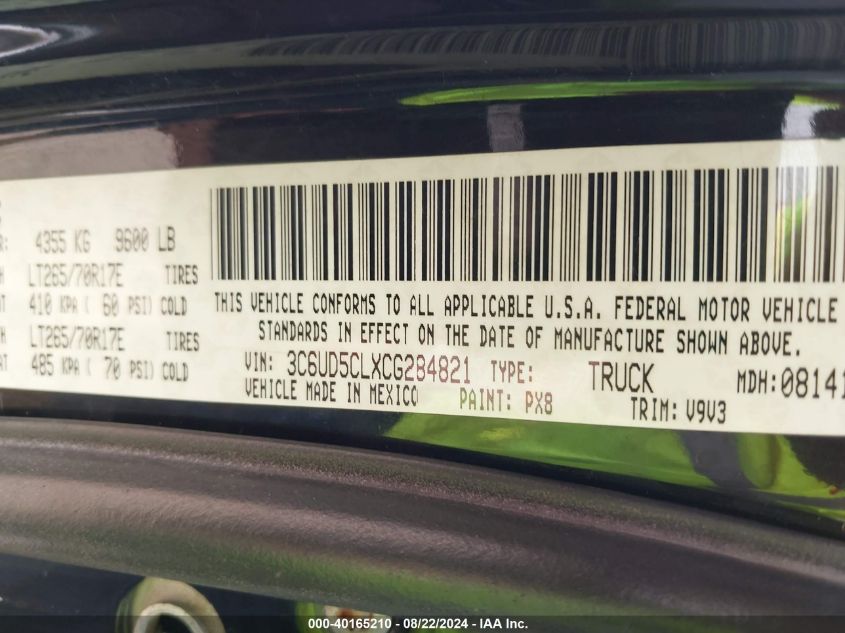 R: 4355 KG 9600 LB
LT265/70R17E TIRES
AT 410 KPA ( 60 PSI) COLD
LT265/70R17E TIRES
AT 485 KPA ( 70 PSI) COLD
THIS VEHICLE CONFORMS TO ALL APPLICABLE U.S.A. FEDERAL MOTOR VEHICLE
STANDARDS IN EFFECT ON THE DATE OF MANUFACTURE SHOWN ABOVE.
VIN: 3C6UD5CLXCG284821 TYPE: TRUCK MDH:08141
VEHICLE MADE IN MEXICO PAINT: PX8 TRIM: V9V3
000-40165210 - 08/22/2024 - IAA Inc.